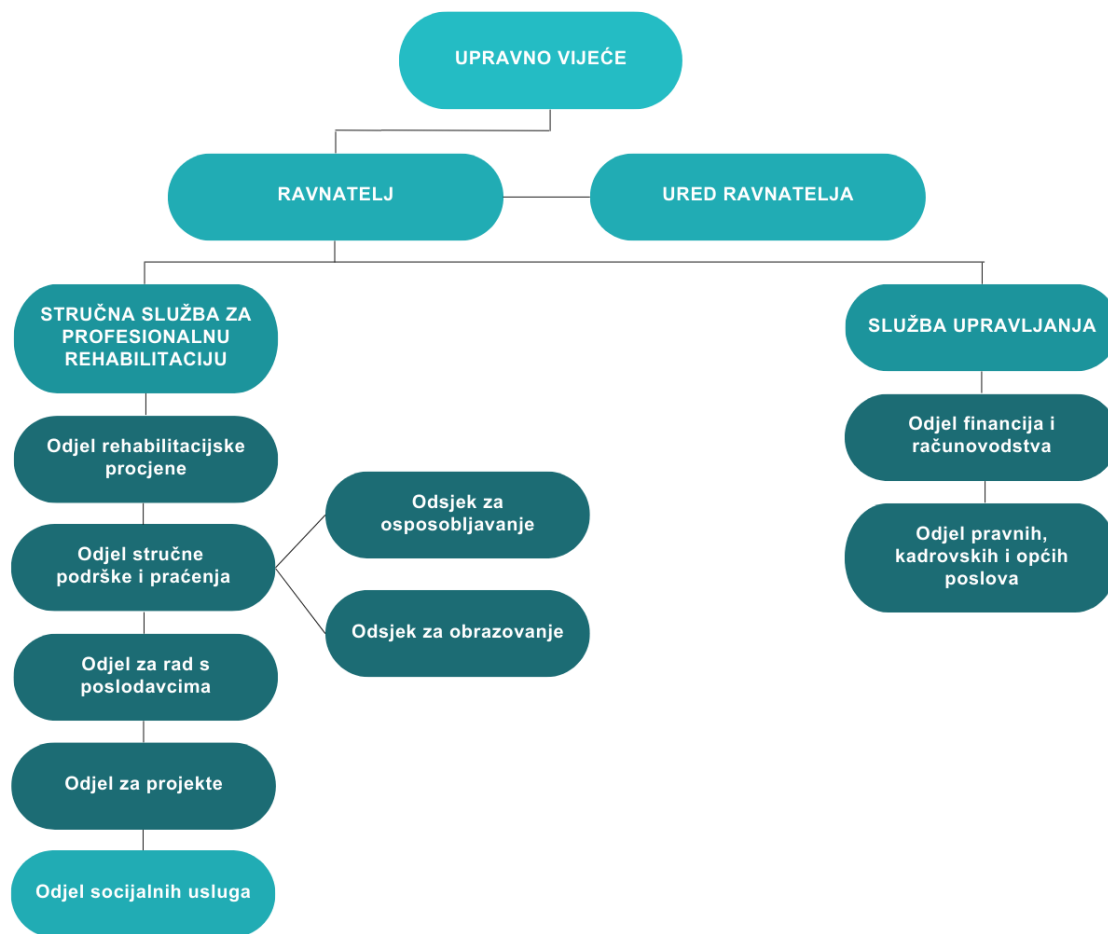 UPRAVNO VIJEĆE
RAVNATELJ
URED RAVNATELJA
STRUČNA SLUŽBA ZA
PROFESIONALNU
REHABILITACIJU
SLUŽBA UPRAVLJANJA
Odjel rehabilitacijske
procjene
Odjel financija i
računovodstva
Odjel stručne
podrške i praćenja
Odsjek za
osposobljavanje
Odsjek za obrazovanje
Odjel pravnih,
kadrovskih i općih
poslova
Odjel za rad s
poslodavcima
Odjel za projekte
Odjel socijalnih usluga